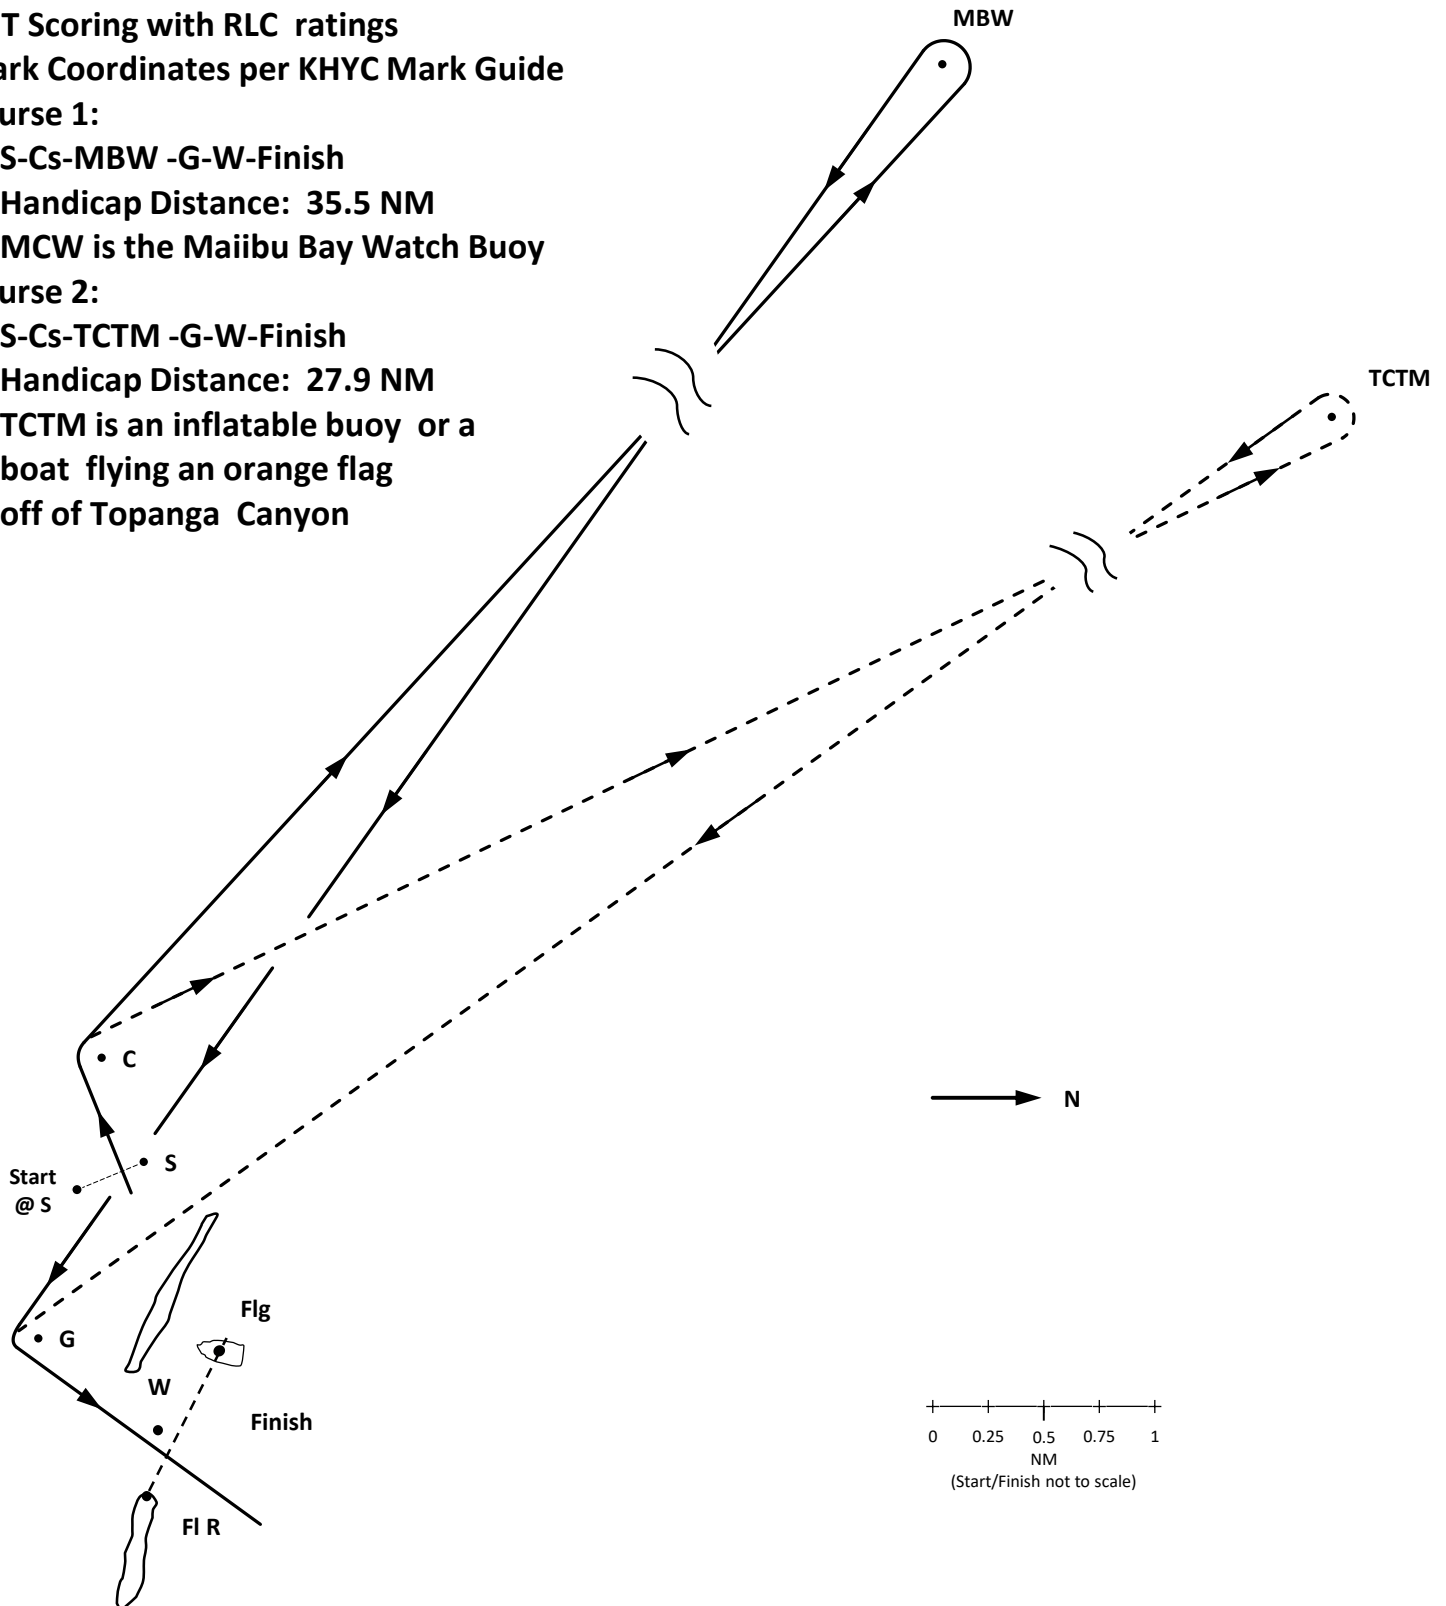 T Scoring with RLC ratings
ark Coordinates per KHYC Mark Guide
urse 1:
S-Cs-MBW -G-W-Finish
Handicap Distance: 35.5 NM
MCW is the Maiibu Bay Watch Buoy
urse 2:
S-Cs-TCTM -G-W-Finish
Handicap Distance: 27.9 NM
TCTM is an inflatable buoy or a
boat flying an orange flag
off of Topanga Canyon
MBW
TCTM
C
N
S
Start
@ S
Flg
G
W
Finish
0 0.25 0.5 0.75 1
NM
(Start/Finish not to scale)
Fl R